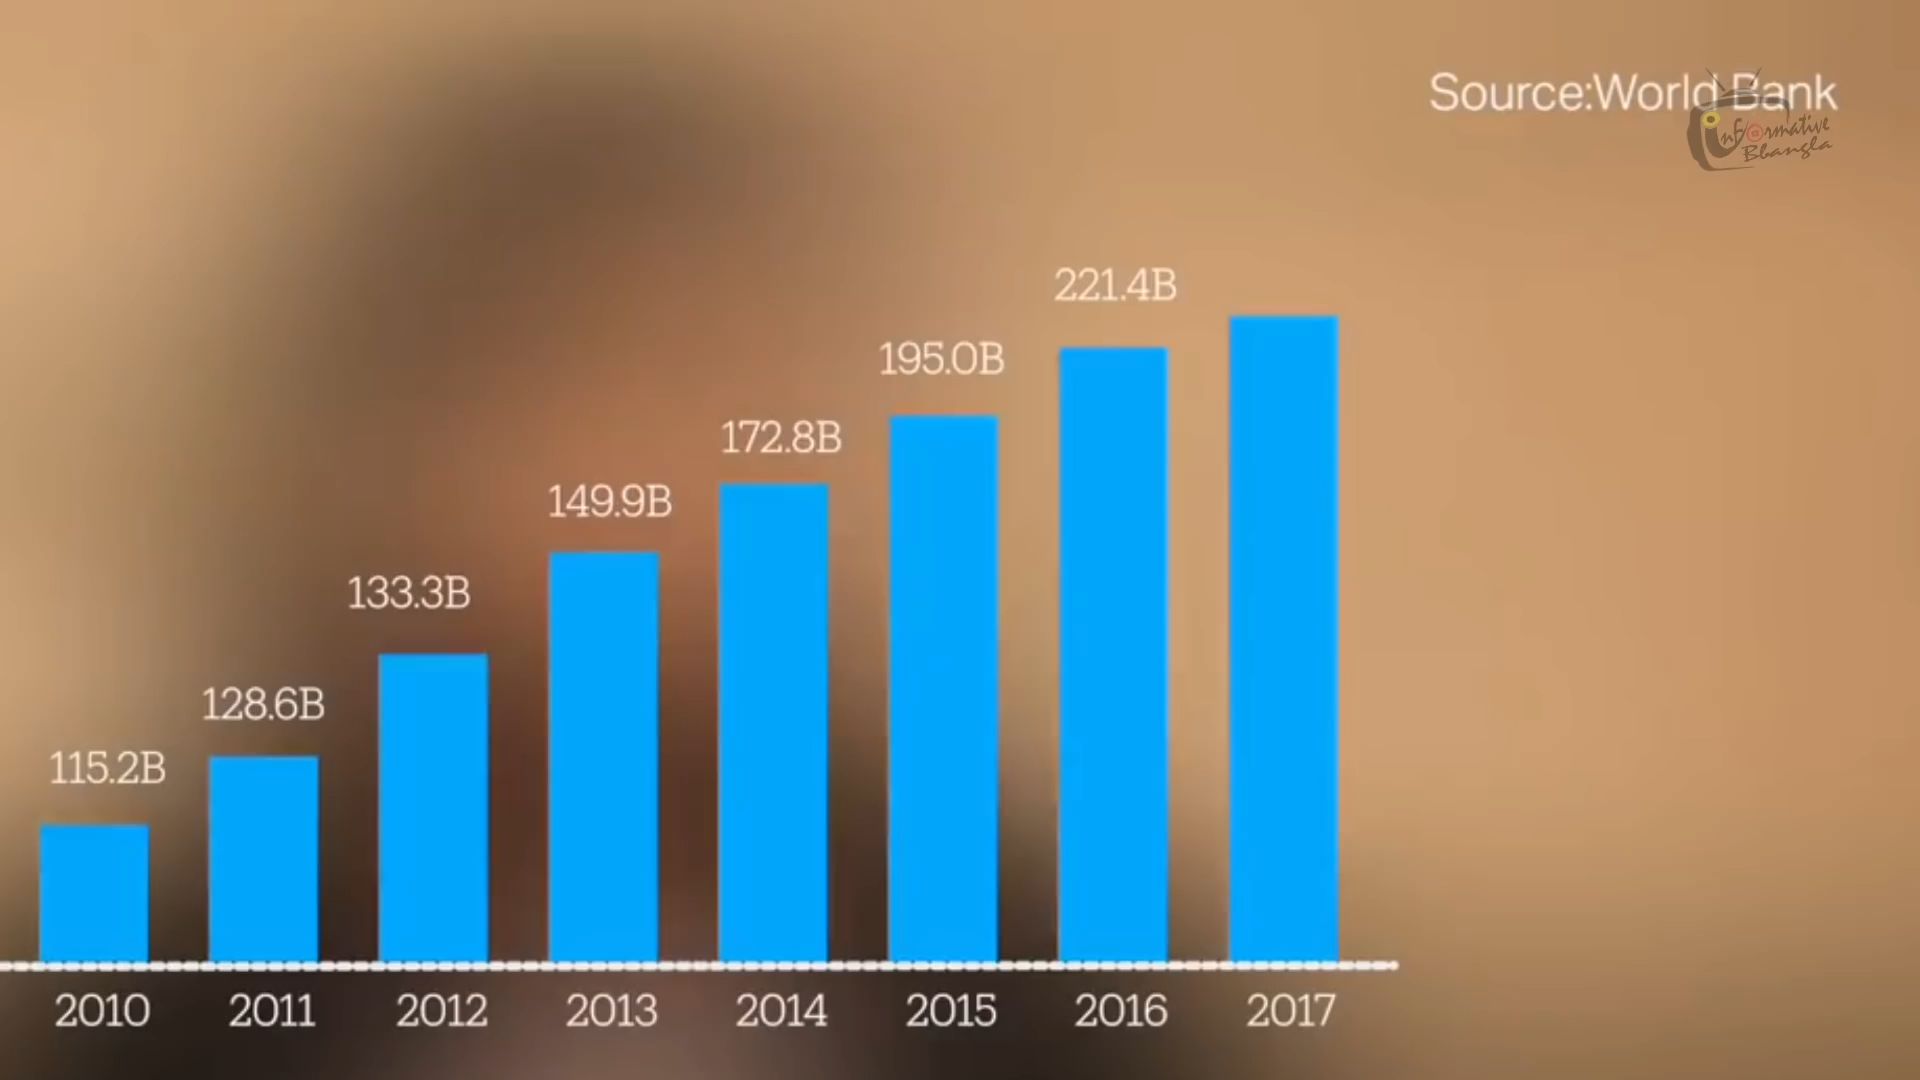 Source:World Bank
Informative
Bbangla
221.4B
195.0B
172.8B
149.9B
133.3B
128.6B
115.2B
2010 2011 2012 2013 2014 2015 2016 2017